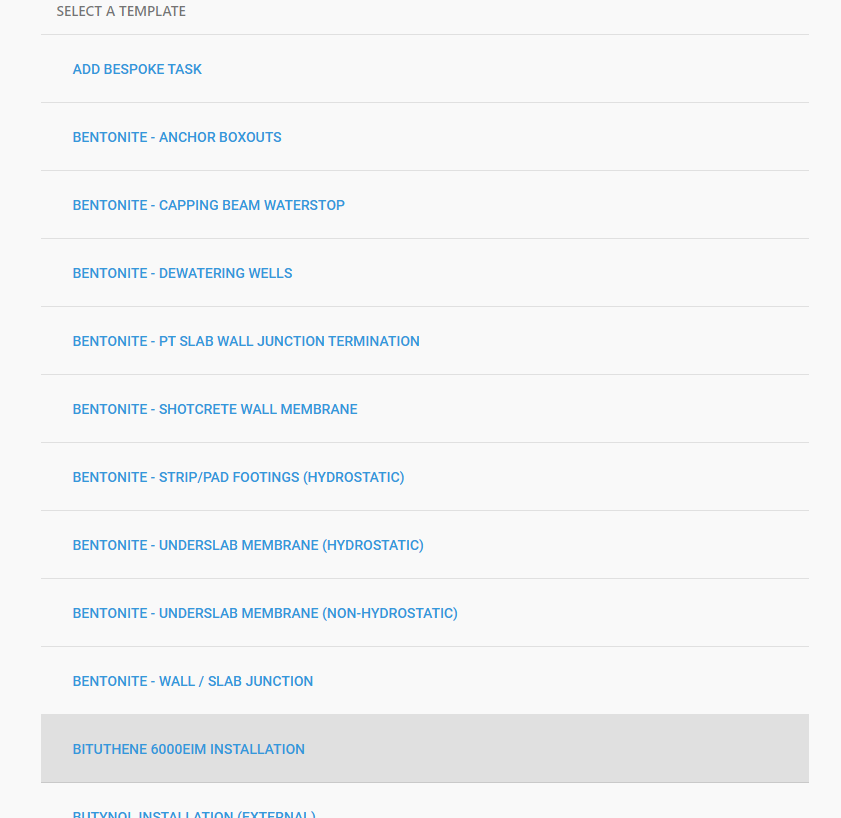 SELECT A TEMPLATE
ADD BESPOKE TASK
BENTONITE - ANCHOR BOXOUTS
BENTONITE - CAPPING BEAM WATERSTOP
BENTONITE - DEWATERING WELLS
BENTONITE - PT SLAB WALL JUNCTION TERMINATION
BENTONITE - SHOTCRETE WALL MEMBRANE
BENTONITE - STRIP/PAD FOOTINGS (HYDROSTATIC)
BENTONITE - UNDERSLAB MEMBRANE (HYDROSTATIC)
BENTONITE - UNDERSLAB MEMBRANE (NON-HYDROSTATIC)
BENTONITE - WALL / SLAB JUNCTION
BITUTHENE 6000EIM INSTALLATION
BUTYNOL INSTALLATION (EXTERNAL)